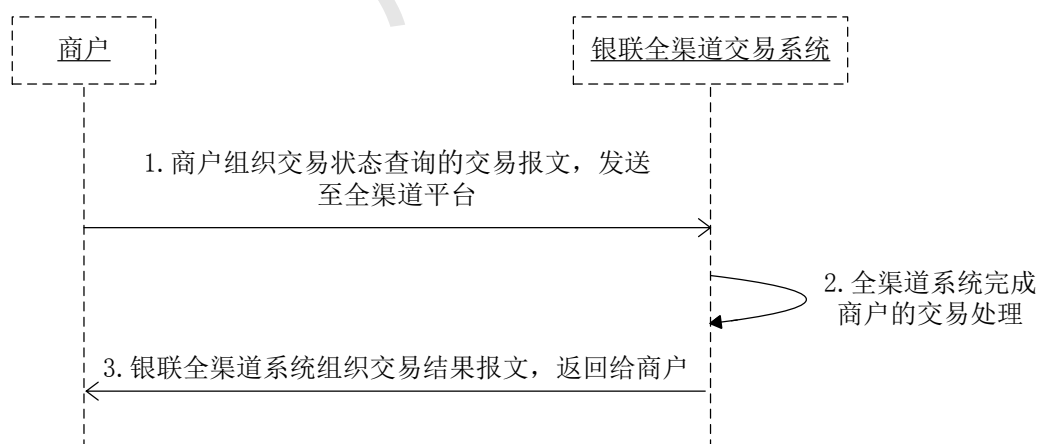 商户
银联全渠道交易系统
1.商户组织交易状态查询的交易报文，发送
至全渠道平台
2.全渠道系统完成
商户的交易处理
3.银联全渠道系统组织交易结果报文，返回给商户